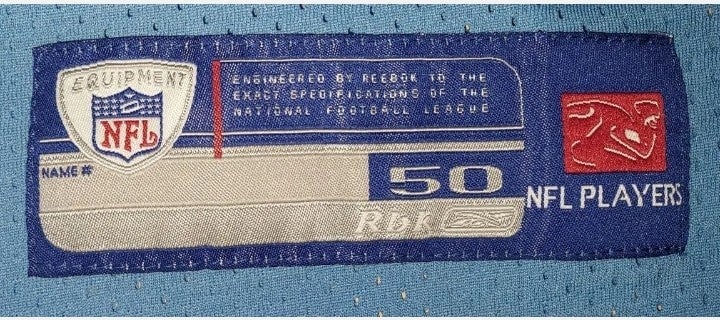 EQUIPMENT
NFL
ENGINEERED BY REEBOK TO THE
EXACT SPECIFICATIONS OF THE
NATIONAL FOOTBALL LEAGUE
NAME #
50
Rbk
NFL PLAYERS